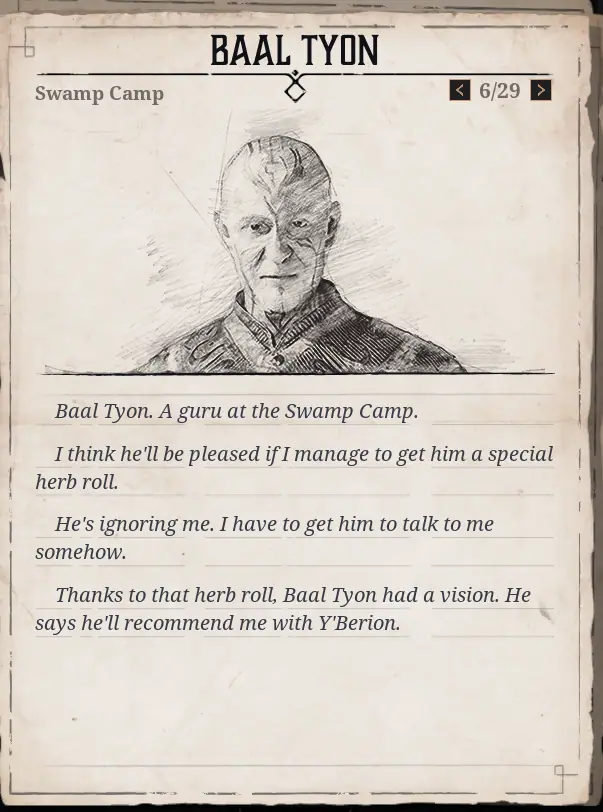 BAAL TYON
Swamp Camp
< 6/29 >
Baal Tyon. A guru at the Swamp Camp.
I think he'll be pleased if I manage to get him a special
herb roll.
He's ignoring me. I have to get him to talk to me
somehow.
Thanks to that herb roll, Baal Tyon had a vision. He
says he'll recommend me with Y'Berion.